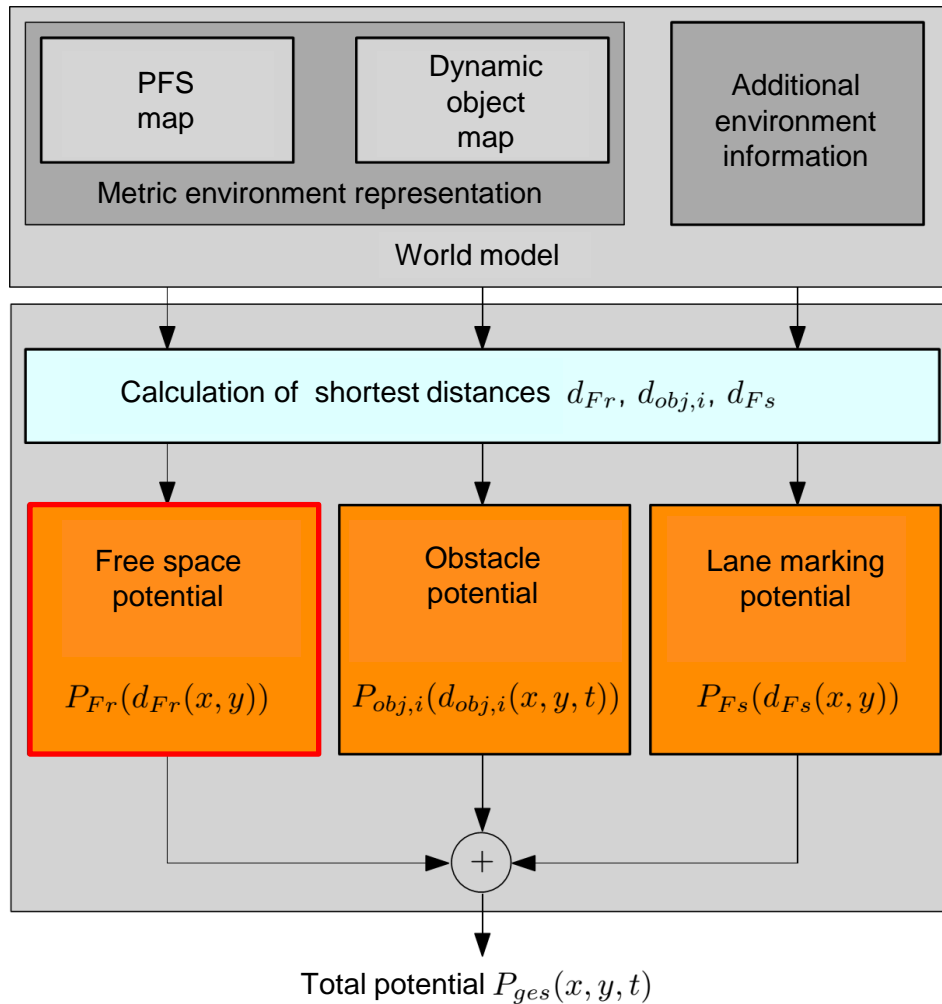 PFS
map
Dynamic
object
map
Additional
environment
information
Metric environment representation
World model
Calculation of shortest distances d_{Fr}, d_{obj,i}, d_{Fs}
Free space
potential
P_{Fr}(d_{Fr}(x, y))
Obstacle
potential
P_{obj,i}(d_{obj,i}(x, y, t))
Lane marking
potential
P_{Fs}(d_{Fs}(x, y))
+
Total potential P_{ges}(x, y, t)